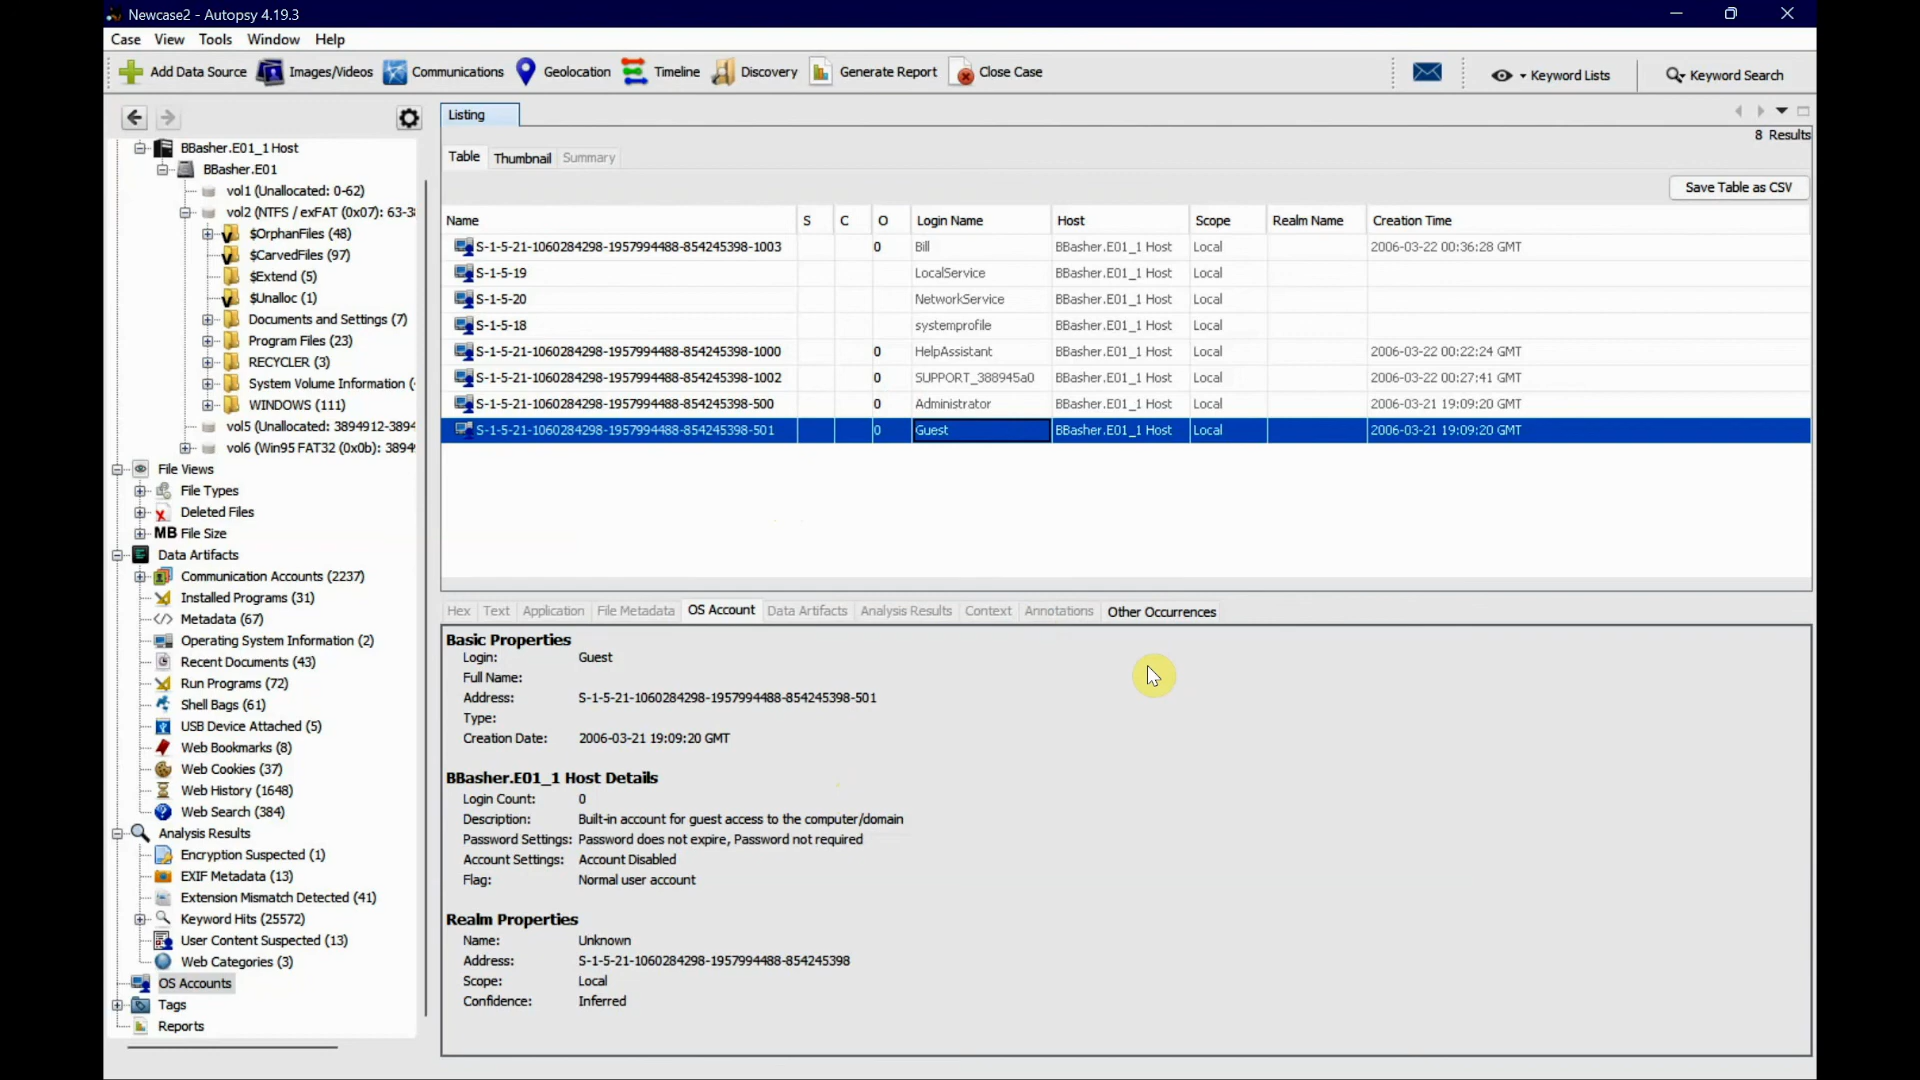 Newcase2 - Autopsy 4.19.3
Case View Tools Window Help
Add Data Source Images/Videos Communications Geolocation Timeline Discovery Generate Report Close Case Keyword Lists Keyword Search
BBasher.E01_1 Host
BBasher.E01
vol1 (Unallocated: 0-62)
vol2 (NTFS / exFAT (0x07): 63-38
$OrphanFiles (48)
$CarvedFiles (97)
$Extend (5)
$Unalloc (1)
Documents and Settings (7)
Program Files (23)
RECYCLER (3)
System Volume Information (
WINDOWS (111)
vol5 (Unallocated: 3894912-3894
vol6 (Win95 FAT32 (0x0b): 3894
File Views
File Types
Deleted Files
MB File Size
Data Artifacts
Communication Accounts (2237)
Installed Programs (31)
Metadata (67)
Operating System Information (2)
Recent Documents (43)
Run Programs (72)
Shell Bags (61)
USB Device Attached (5)
Web Bookmarks (8)
Web Cookies (37)
Web History (1648)
Web Search (384)
Analysis Results
Encryption Suspected (1)
EXIF Metadata (13)
Extension Mismatch Detected (41)
Keyword Hits (25572)
User Content Suspected (13)
Web Categories (3)
OS Accounts
Tags
Reports
Listing
8 Results
Table Thumbnail Summary
Save Table as CSV
Name S C O Login Name Host Scope Realm Name Creation Time
S-1-5-21-1060284298-1957994488-854245398-1003 0 Bill BBasher.E01_1 Host Local 2006-03-22 00:36:28 GMT
S-1-5-19 LocalService BBasher.E01_1 Host Local
S-1-5-20 NetworkService BBasher.E01_1 Host Local
S-1-5-18 systemprofile BBasher.E01_1 Host Local
S-1-5-21-1060284298-1957994488-854245398-1000 0 HelpAssistant BBasher.E01_1 Host Local 2006-03-22 00:22:24 GMT
S-1-5-21-1060284298-1957994488-854245398-1002 0 SUPPORT_388945a0 BBasher.E01_1 Host Local 2006-03-22 00:27:41 GMT
S-1-5-21-1060284298-1957994488-854245398-500 0 Administrator BBasher.E01_1 Host Local 2006-03-21 19:09:20 GMT
S-1-5-21-1060284298-1957994488-854245398-501 0 Guest BBasher.E01_1 Host Local 2006-03-21 19:09:20 GMT
Hex Text Application File Metadata OS Account Data Artifacts Analysis Results Context Annotations Other Occurrences
Basic Properties
Login: Guest
Full Name:
Address: S-1-5-21-1060284298-1957994488-854245398-501
Type:
Creation Date: 2006-03-21 19:09:20 GMT
BBasher.E01_1 Host Details
Login Count: 0
Description: Built-in account for guest access to the computer/domain
Password Settings: Password does not expire, Password not required
Account Settings: Account Disabled
Flag: Normal user account
Realm Properties
Name: Unknown
Address: S-1-5-21-1060284298-1957994488-854245398
Scope: Local
Confidence: Inferred